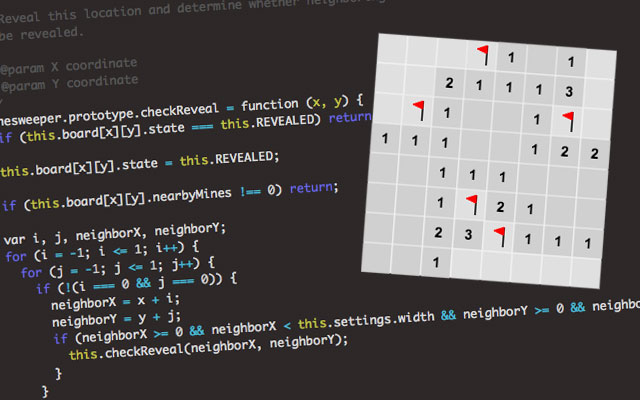 Reveal this location and determine whether neighboring
be revealed.
@param X coordinate
@param Y coordinate
/
nesweeper.prototype.checkReveal = function (x, y) {
if (this.board[x][y].state === this.REVEALED) return
this.board[x][y].state = this.REVEALED;
if (this.board[x][y].nearbyMines !== 0) return;
var i, j, neighborX, neighborY;
for (i = -1; i <= 1; i++) {
for (j = -1; j <= 1; j++) {
if (!(i === 0 && j === 0)) {
neighborX = x + i;
neighborY = y + j;
if (neighborX >= 0 && neighborX < this.settings.width && neighborY >= 0 && neighbo
this.checkReveal(neighborX, neighborY);
}
}
1 1
2 1 1 1 3
1 1
1 1 1 1 2 2
1 1 1
1 2 1
2 3 1 1 1
1